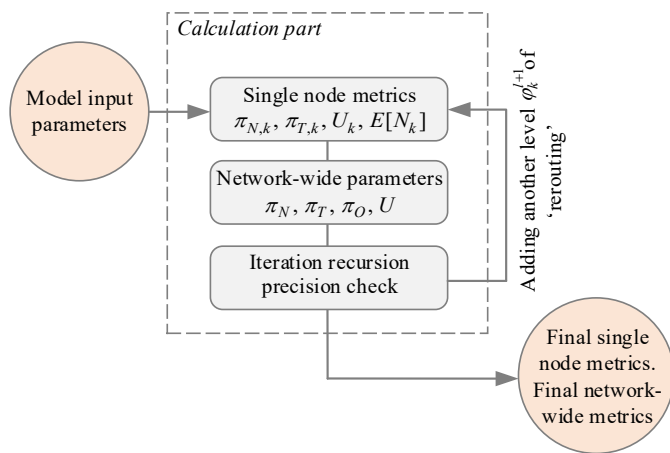 Calculation part
Model input
parameters
Single node metrics
π_{N,k}, π_{T,k}, U_k, E[N_k]
Network-wide parameters
π_N, π_T, π_O, U
Iteration recursion
precision check
Adding another level φ_k^{l+1} of
‘rerouting’
Final single
node metrics.
Final network-
wide metrics